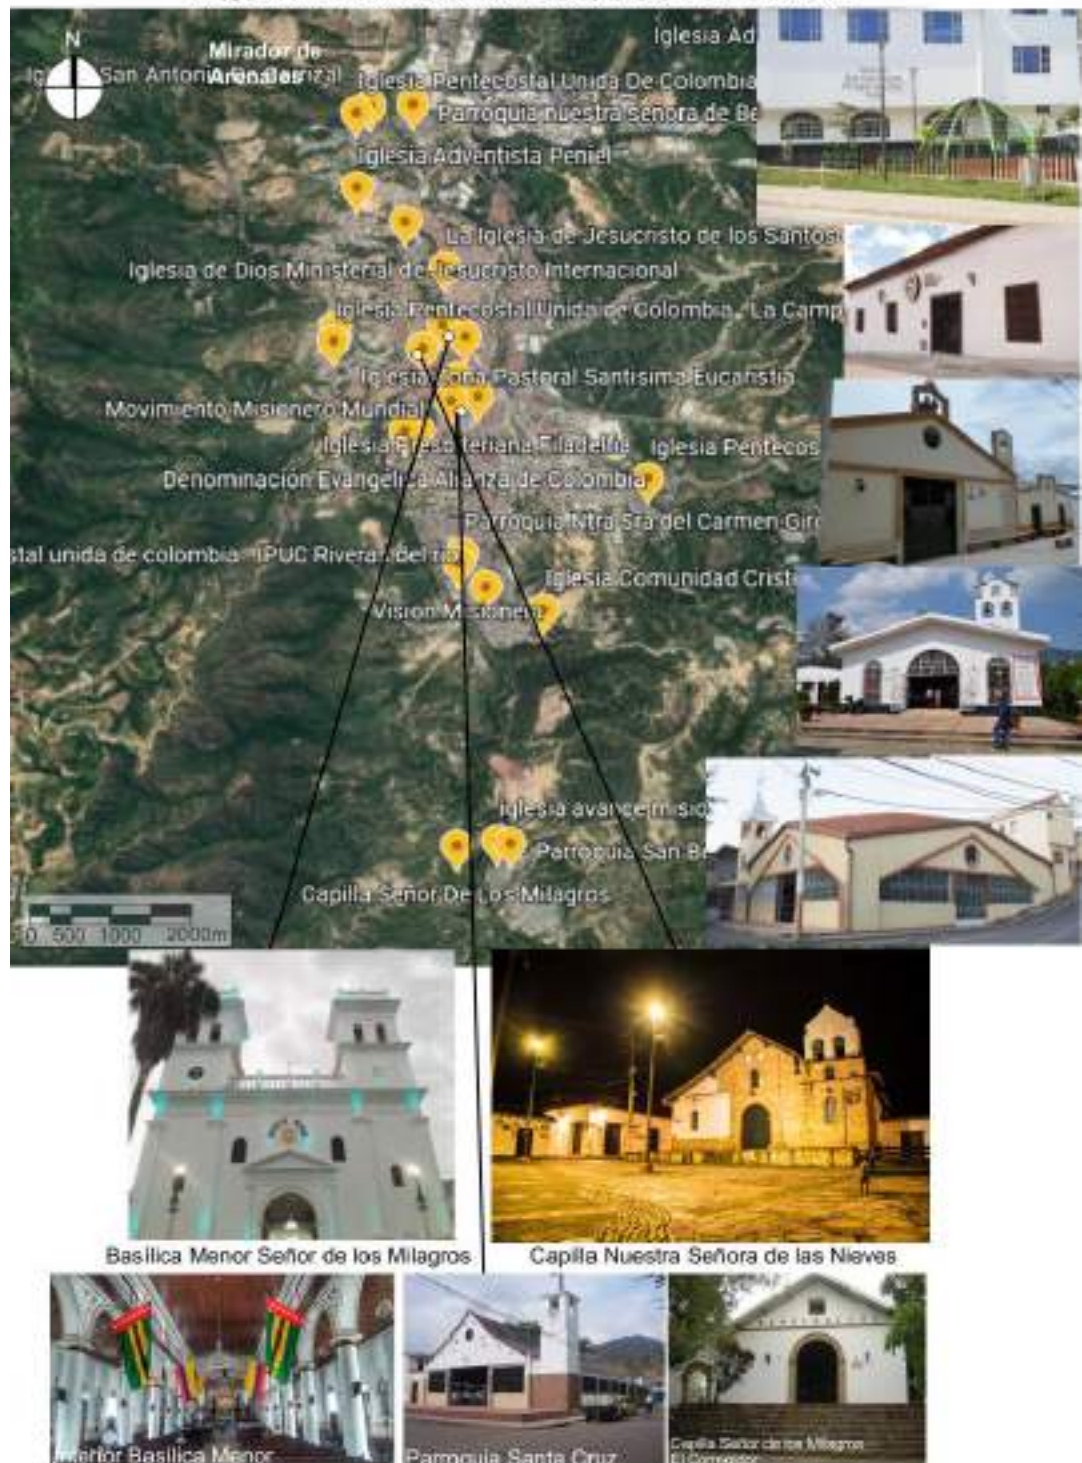 N
Mirador de
Arenales
San Antonio
Iglesia Ad
Iglesia Pentecostal Unida De Colombia
Parroquia nuestra señora de Be
Iglesia Adventista Peniel
La Iglesia de Jesucristo de los Santos
Iglesia de Dios Ministerial de Jesucristo Internacional
Iglesia Pentecostal Unida de Colombia. La Camp
Iglesia Pastoral Santísima Eucaristía
Movimiento Misionero Mundial
Iglesia Presbiteriana Filadelfia
Iglesia Pentecos
Denominación Evangélica Alianza de Colombia
Parroquia Ntra Sra del Carmen Giro
stal unida de colombia. IPUC Rivera del rio
Iglesia Comunidad Crist
Vision Misionera
iglesia avance misio
Parroquia San Be
Capilla Señor De Los Milagros
0 500 1000 2000m
Basílica Menor Señor de los Milagros
Capilla Nuestra Señora de las Nieves
Interior Basílica Menor
Parroquia Santa Cruz
Capilla Señor de los Milagros
El Corregidor